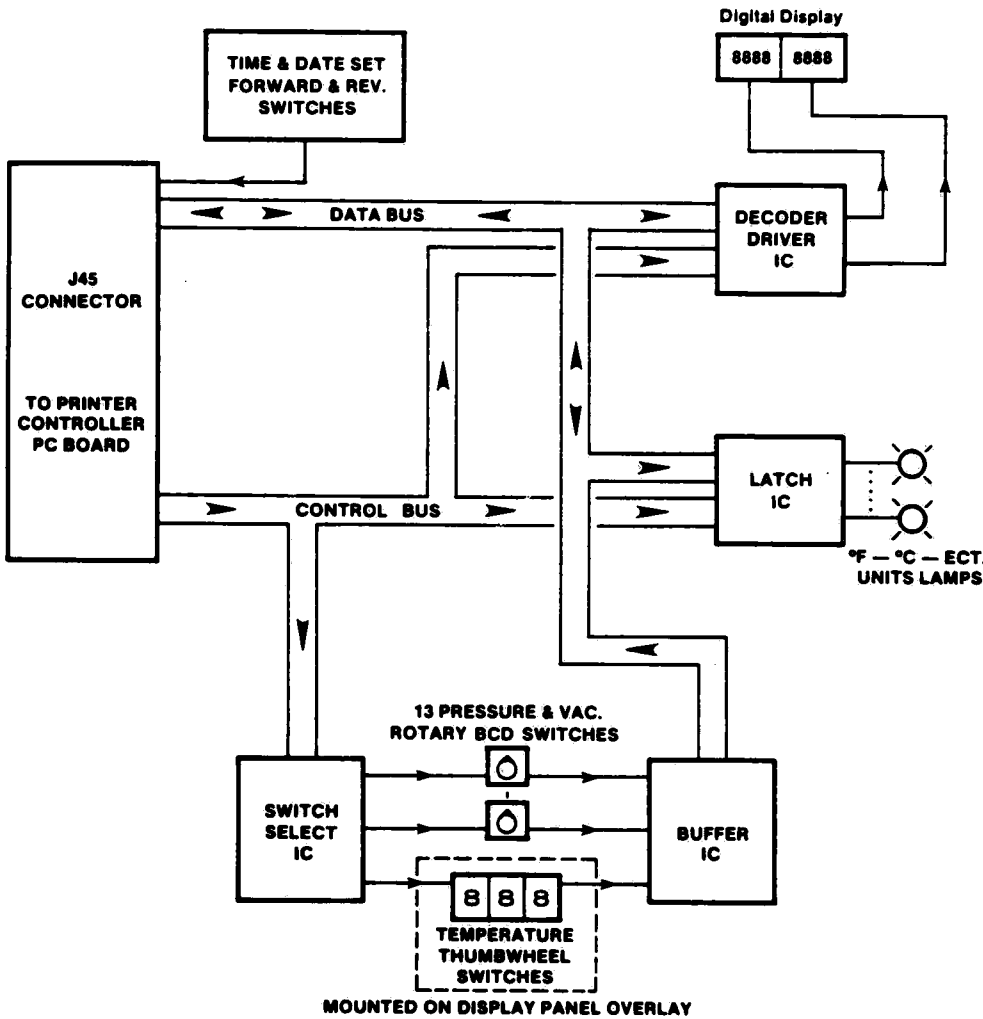 Digital Display
8888 8888
TIME & DATE SET
FORWARD & REV.
SWITCHES
DATA BUS
DECODER
DRIVER
IC
J45
CONNECTOR
TO PRINTER
CONTROLLER
PC BOARD
CONTROL BUS
LATCH
IC
°F — °C — ECT.
UNITS LAMPS
13 PRESSURE & VAC.
ROTARY BCD SWITCHES
SWITCH
SELECT
IC
BUFFER
IC
8 8 8
TEMPERATURE
THUMBWHEEL
SWITCHES
MOUNTED ON DISPLAY PANEL OVERLAY